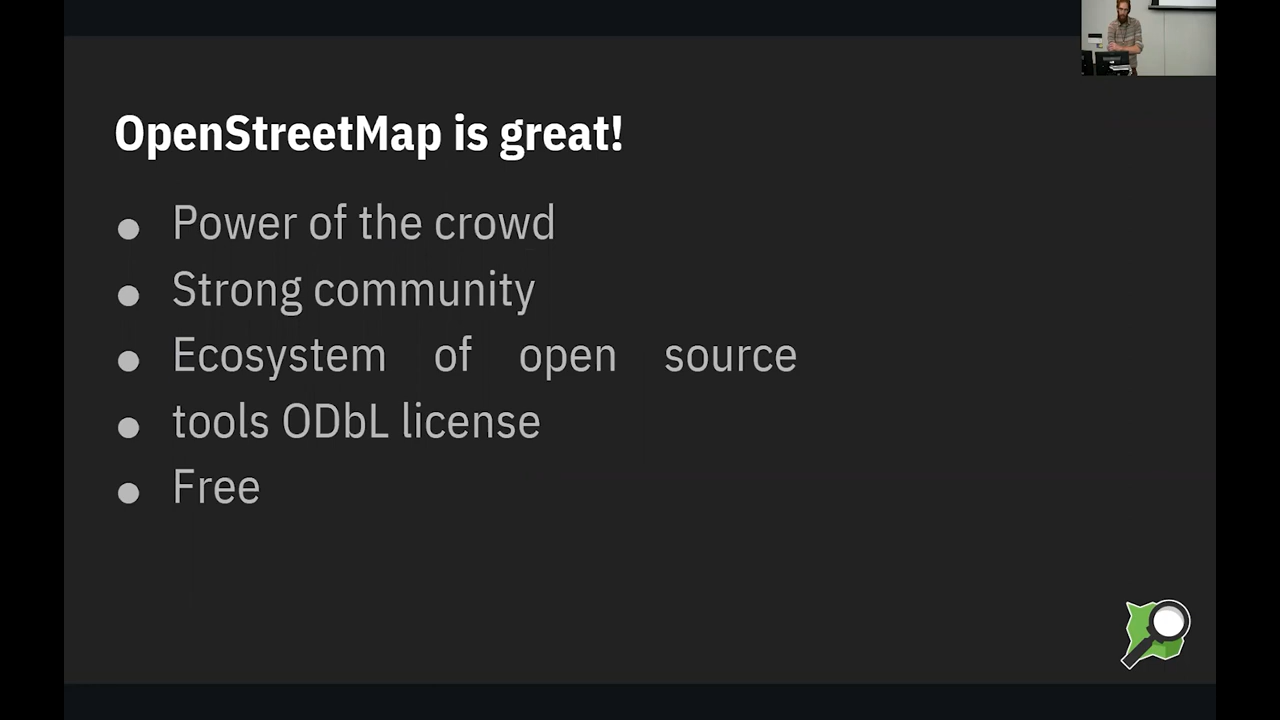 OpenStreetMap is great!
● Power of the crowd
● Strong community
● Ecosystem of open source
● tools ODbL license
● Free